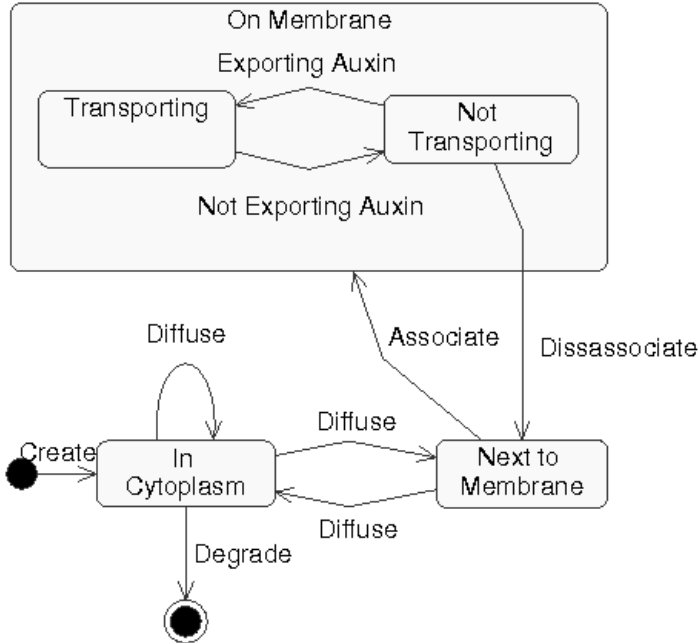 On Membrane
Exporting Auxin
Transporting
Not
Transporting
Not Exporting Auxin
Diffuse
Associate
Dissassociate
Create
In
Cytoplasm
Diffuse
Next to
Membrane
Diffuse
Degrade